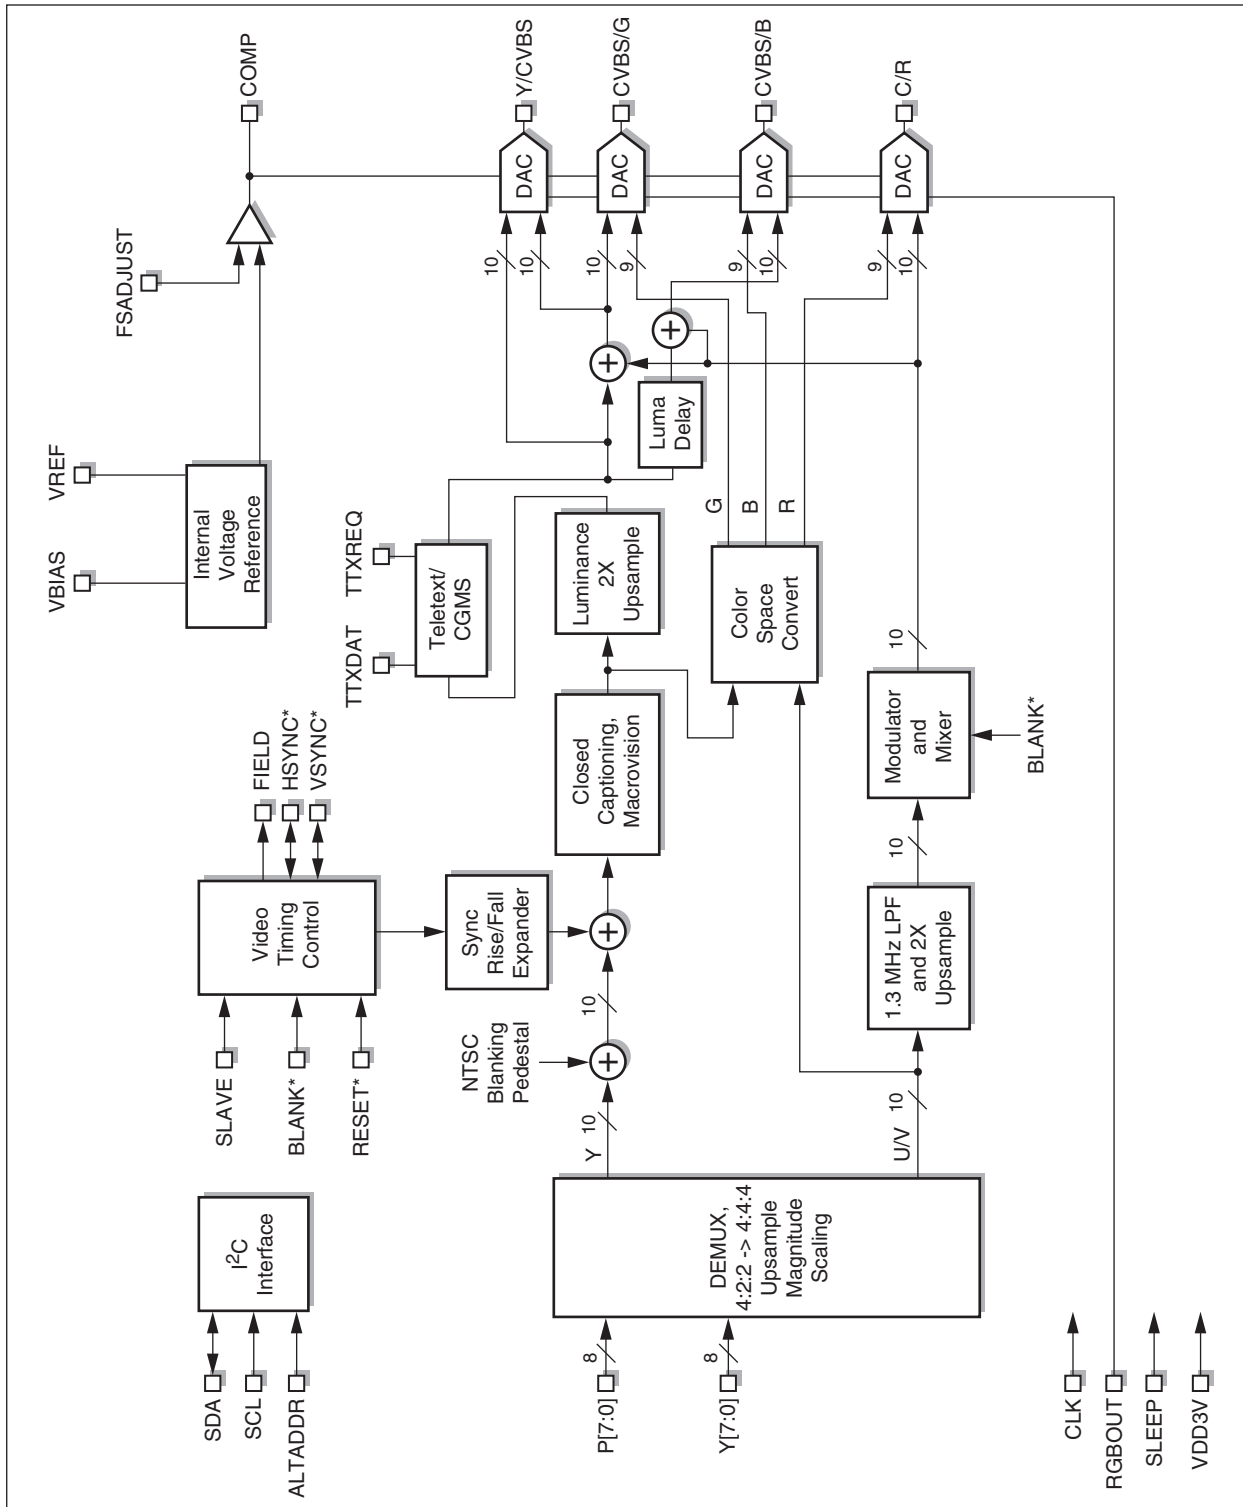 SDA
SCL
ALTADDR
I2C
Interface
SLAVE
BLANK*
RESET*
Video
Timing
Control
FIELD
HSYNC*
VSYNC*
VBIAS
VREF
Internal
Voltage
Reference
FSADJUST
COMP
P[7:0]
8
Y[7:0]
8
DEMUX,
4:2:2 -> 4:4:4
Upsample
Magnitude
Scaling
Y
10
NTSC
Blanking
Pedestal
10
Sync
Rise/Fall
Expander
Closed
Captioning,
Macrovision
TTXDAT
TTXREQ
Teletext/
CGMS
Luminance
2X
Upsample
Luma
Delay
U/V
10
1.3 MHz LPF
and 2X
Upsample
10
Modulator
and
Mixer
BLANK*
10
Color
Space
Convert
G
B
R
10
10
10
9
9
10
9
10
DAC
DAC
DAC
DAC
Y/CVBS
CVBS/G
CVBS/B
C/R
CLK
RGBOUT
SLEEP
VDD3V